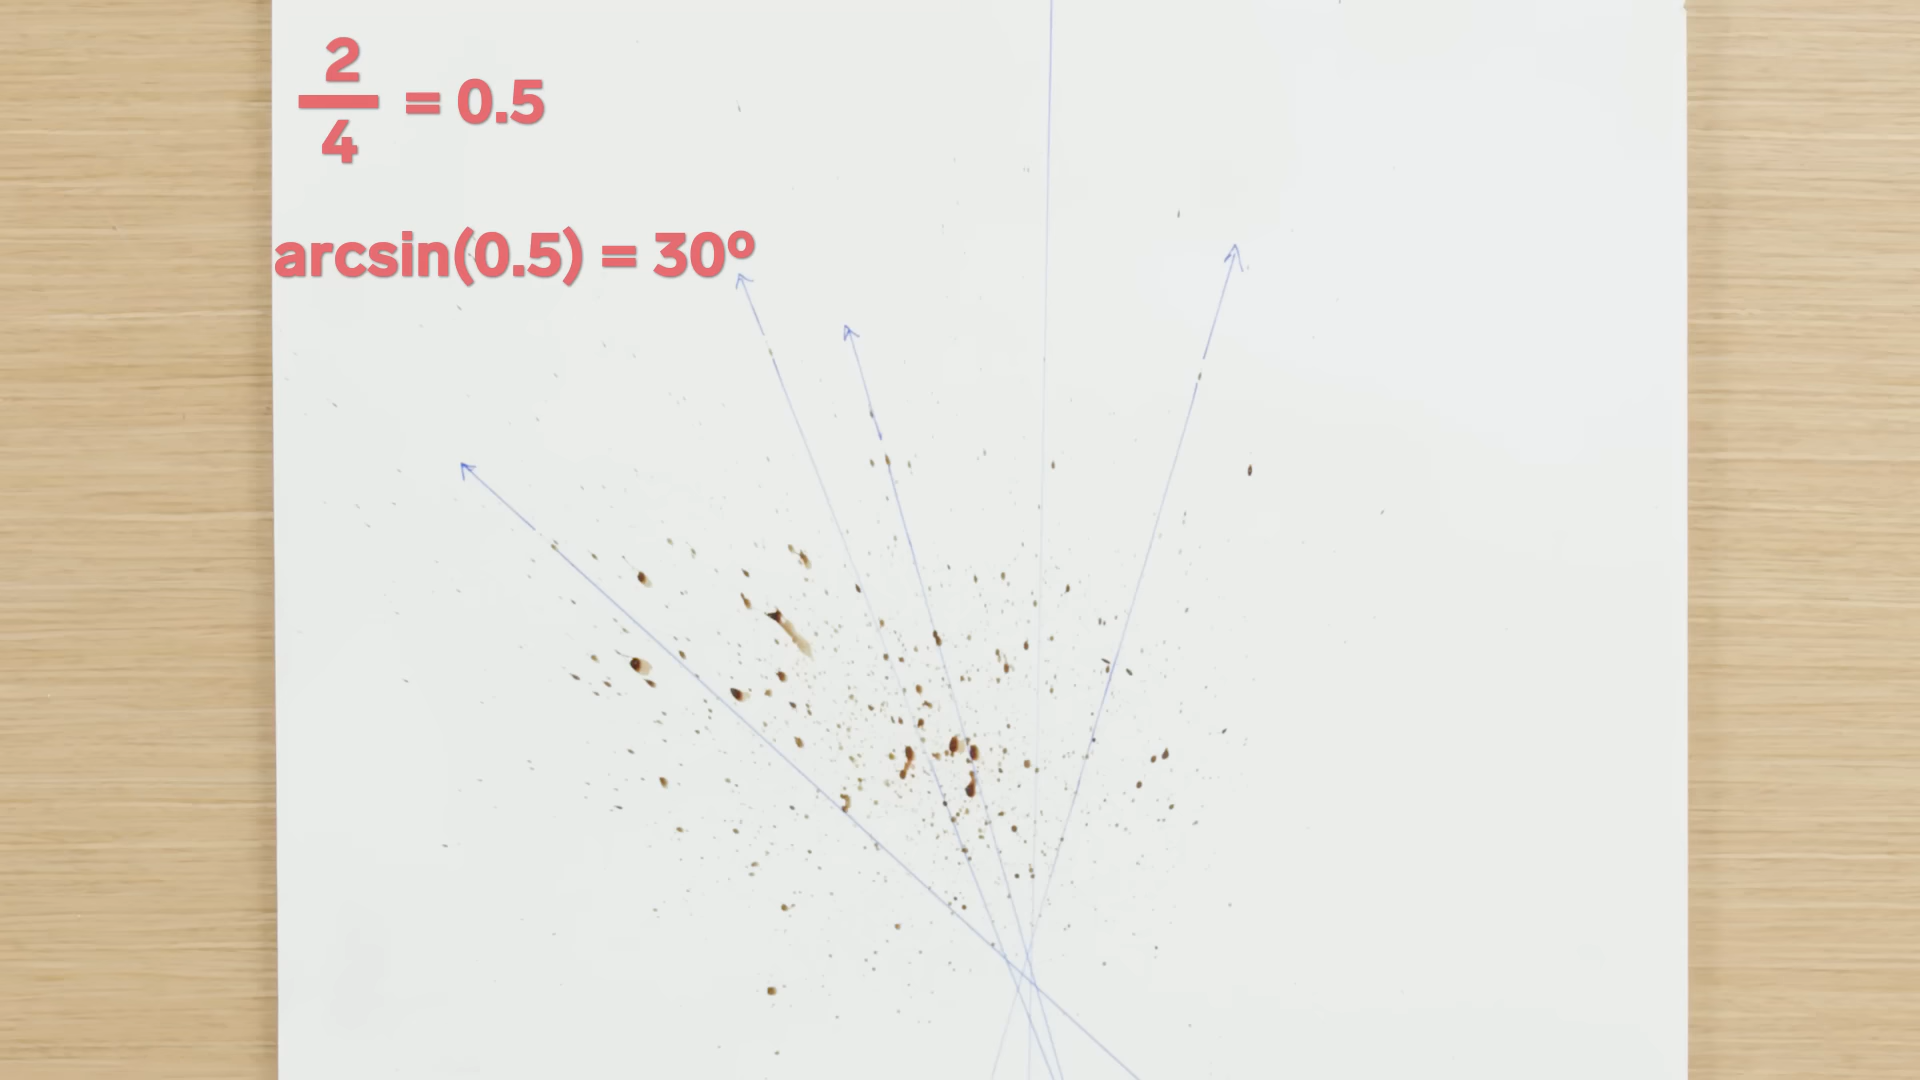 2
4
= 0.5
arcsin(0.5) = 30º